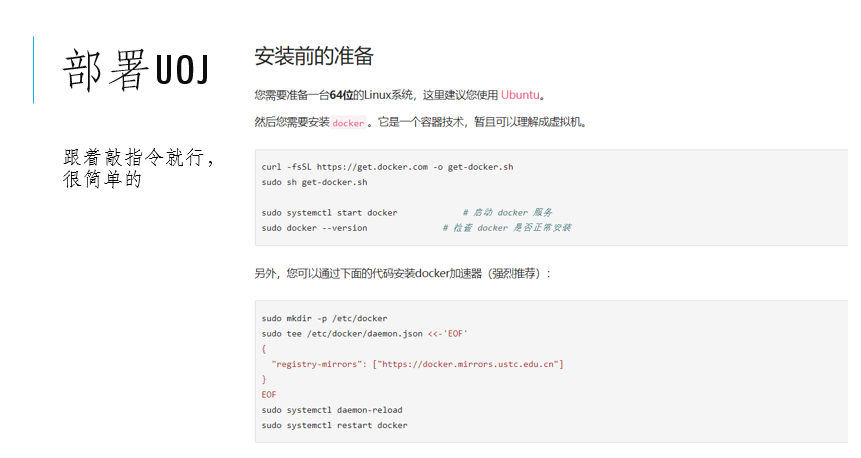 部署UOJ
跟着敲指令就行，
很简单的
安装前的准备
您需要准备一台64位的Linux系统，这里建议您使用 Ubuntu。
然后您需要安装 docker 。它是一个容器技术，暂且可以理解成虚拟机。
curl -fsSL https://get.docker.com -o get-docker.sh
sudo sh get-docker.sh
sudo systemctl start docker # 启动 docker 服务
sudo docker --version # 检查 docker 是否正常安装
另外，您可以通过下面的代码安装docker加速器（强烈推荐）：
sudo mkdir -p /etc/docker
sudo tee /etc/docker/daemon.json <<-'EOF'
{
"registry-mirrors": ["https://docker.mirrors.ustc.edu.cn"]
}
EOF
sudo systemctl daemon-reload
sudo systemctl restart docker